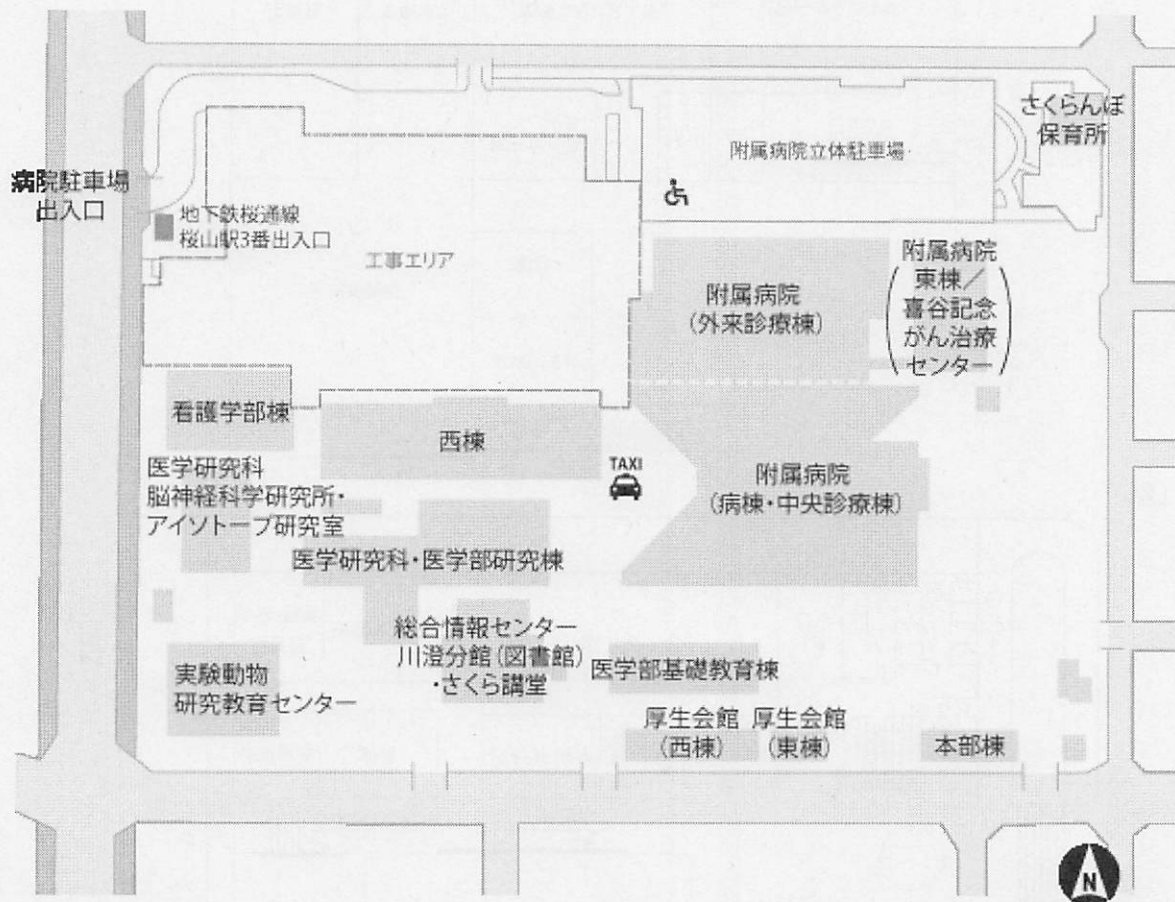 さくらんぼ
保育所
附属病院立体駐車場
病院駐車場
出入口
地下鉄桜通線
桜山駅3番出入口
工事エリア
附属病院
(外来診療棟)
附属病院
東棟／
喜谷記念
がん治療
センター
看護学部棟
西棟
TAXI
附属病院
(病棟・中央診療棟)
医学研究科
脳神経科学研究所・
アイソトープ研究室
医学研究科・医学部研究棟
総合情報センター
川澄分館(図書館)
・さくら講堂
医学部基礎教育棟
実験動物
研究教育センター
厚生会館
(西棟)
厚生会館
(東棟)
本部棟
N